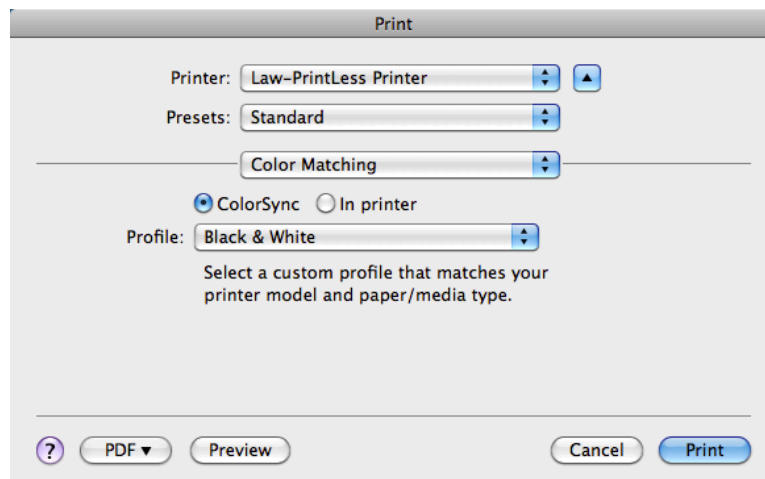 Print
Printer: Law-PrintLess Printer
Presets: Standard
Color Matching
ColorSync In printer
Profile: Black & White
Select a custom profile that matches your
printer model and paper/media type.
? PDF ▼ Preview Cancel Print